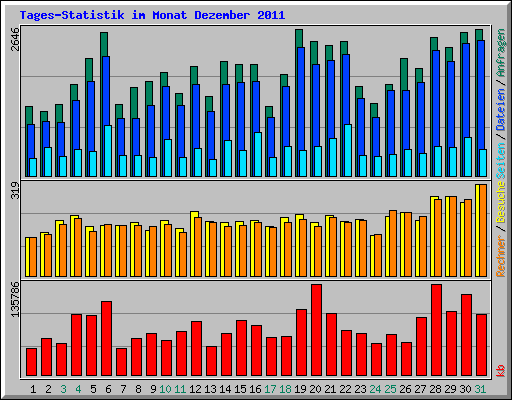 Tages-Statistik im Monat Dezember 2011
2646
319
135786
Rechner / Besuche Seiten / Dateien / Anfragen
kb
1 2 3 4 5 6 7 8 9 10 11 12 13 14 15 16 17 18 19 20 21 22 23 24 25 26 27 28 29 30 31